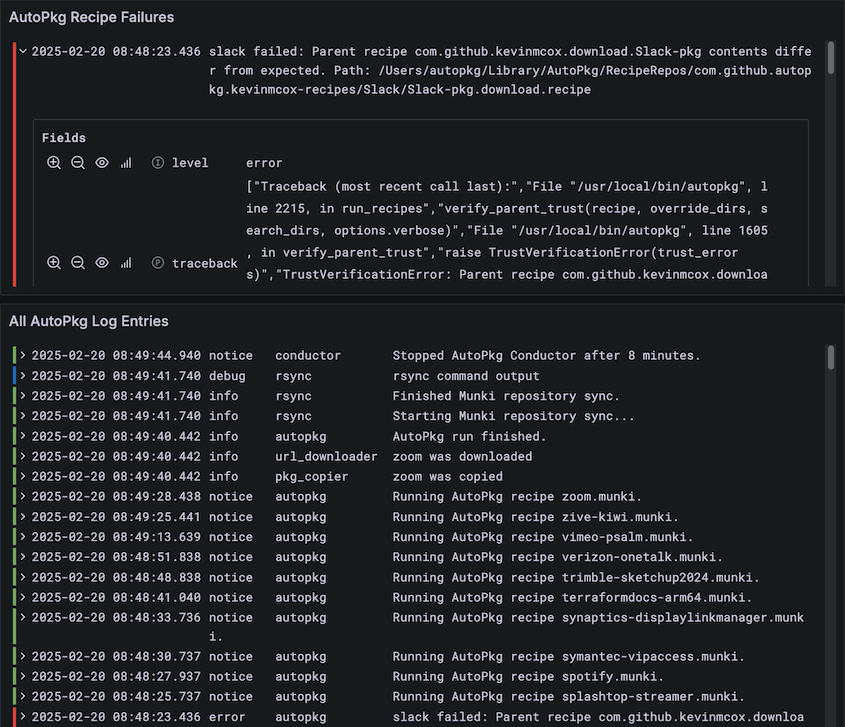 AutoPkg Recipe Failures
2025-02-20 08:48:23.436 slack failed: Parent recipe com.github.kevinmcox.download.Slack-pkg contents diffe
r from expected. Path: /Users/autopkg/Library/AutoPkg/RecipeRepos/com.github.autop
kg.kevinmcox-recipes/Slack/Slack-pkg.download.recipe
Fields
I level error
["Traceback (most recent call last):","File "/usr/local/bin/autopkg", l
ine 2215, in run_recipes","verify_parent_trust(recipe, override_dirs, s
earch_dirs, options.verbose)","File "/usr/local/bin/autopkg", line 1605
, in verify_parent_trust","raise TrustVerificationError(trust_error
P traceback s)","TrustVerificationError: Parent recipe com.github.kevinmcox.downloa
All AutoPkg Log Entries
2025-02-20 08:49:44.940 notice conductor Stopped AutoPkg Conductor after 8 minutes.
2025-02-20 08:49:41.740 debug rsync rsync command output
2025-02-20 08:49:41.740 info rsync Finished Munki repository sync.
2025-02-20 08:49:41.740 info rsync Starting Munki repository sync...
2025-02-20 08:49:40.442 info autopkg AutoPkg run finished.
2025-02-20 08:49:40.442 info url_downloader zoom was downloaded
2025-02-20 08:49:40.442 info pkg_copier zoom was copied
2025-02-20 08:49:28.438 notice autopkg Running AutoPkg recipe zoom.munki.
2025-02-20 08:49:25.441 notice autopkg Running AutoPkg recipe zive-kiwi.munki.
2025-02-20 08:49:13.639 notice autopkg Running AutoPkg recipe vimeo-psalm.munki.
2025-02-20 08:48:51.838 notice autopkg Running AutoPkg recipe verizon-onetalk.munki.
2025-02-20 08:48:48.838 notice autopkg Running AutoPkg recipe trimble-sketchup2024.munki.
2025-02-20 08:48:41.040 notice autopkg Running AutoPkg recipe terraformdocs-arm64.munki.
2025-02-20 08:48:33.736 notice autopkg Running AutoPkg recipe synaptics-displaylinkmanager.munk
i.
2025-02-20 08:48:30.737 notice autopkg Running AutoPkg recipe symantec-vipaccess.munki.
2025-02-20 08:48:27.937 notice autopkg Running AutoPkg recipe spotify.munki.
2025-02-20 08:48:25.737 notice autopkg Running AutoPkg recipe splashtop-streamer.munki.
2025-02-20 08:48:23.436 error autopkg slack failed: Parent recipe com.github.kevinmcox.downloa